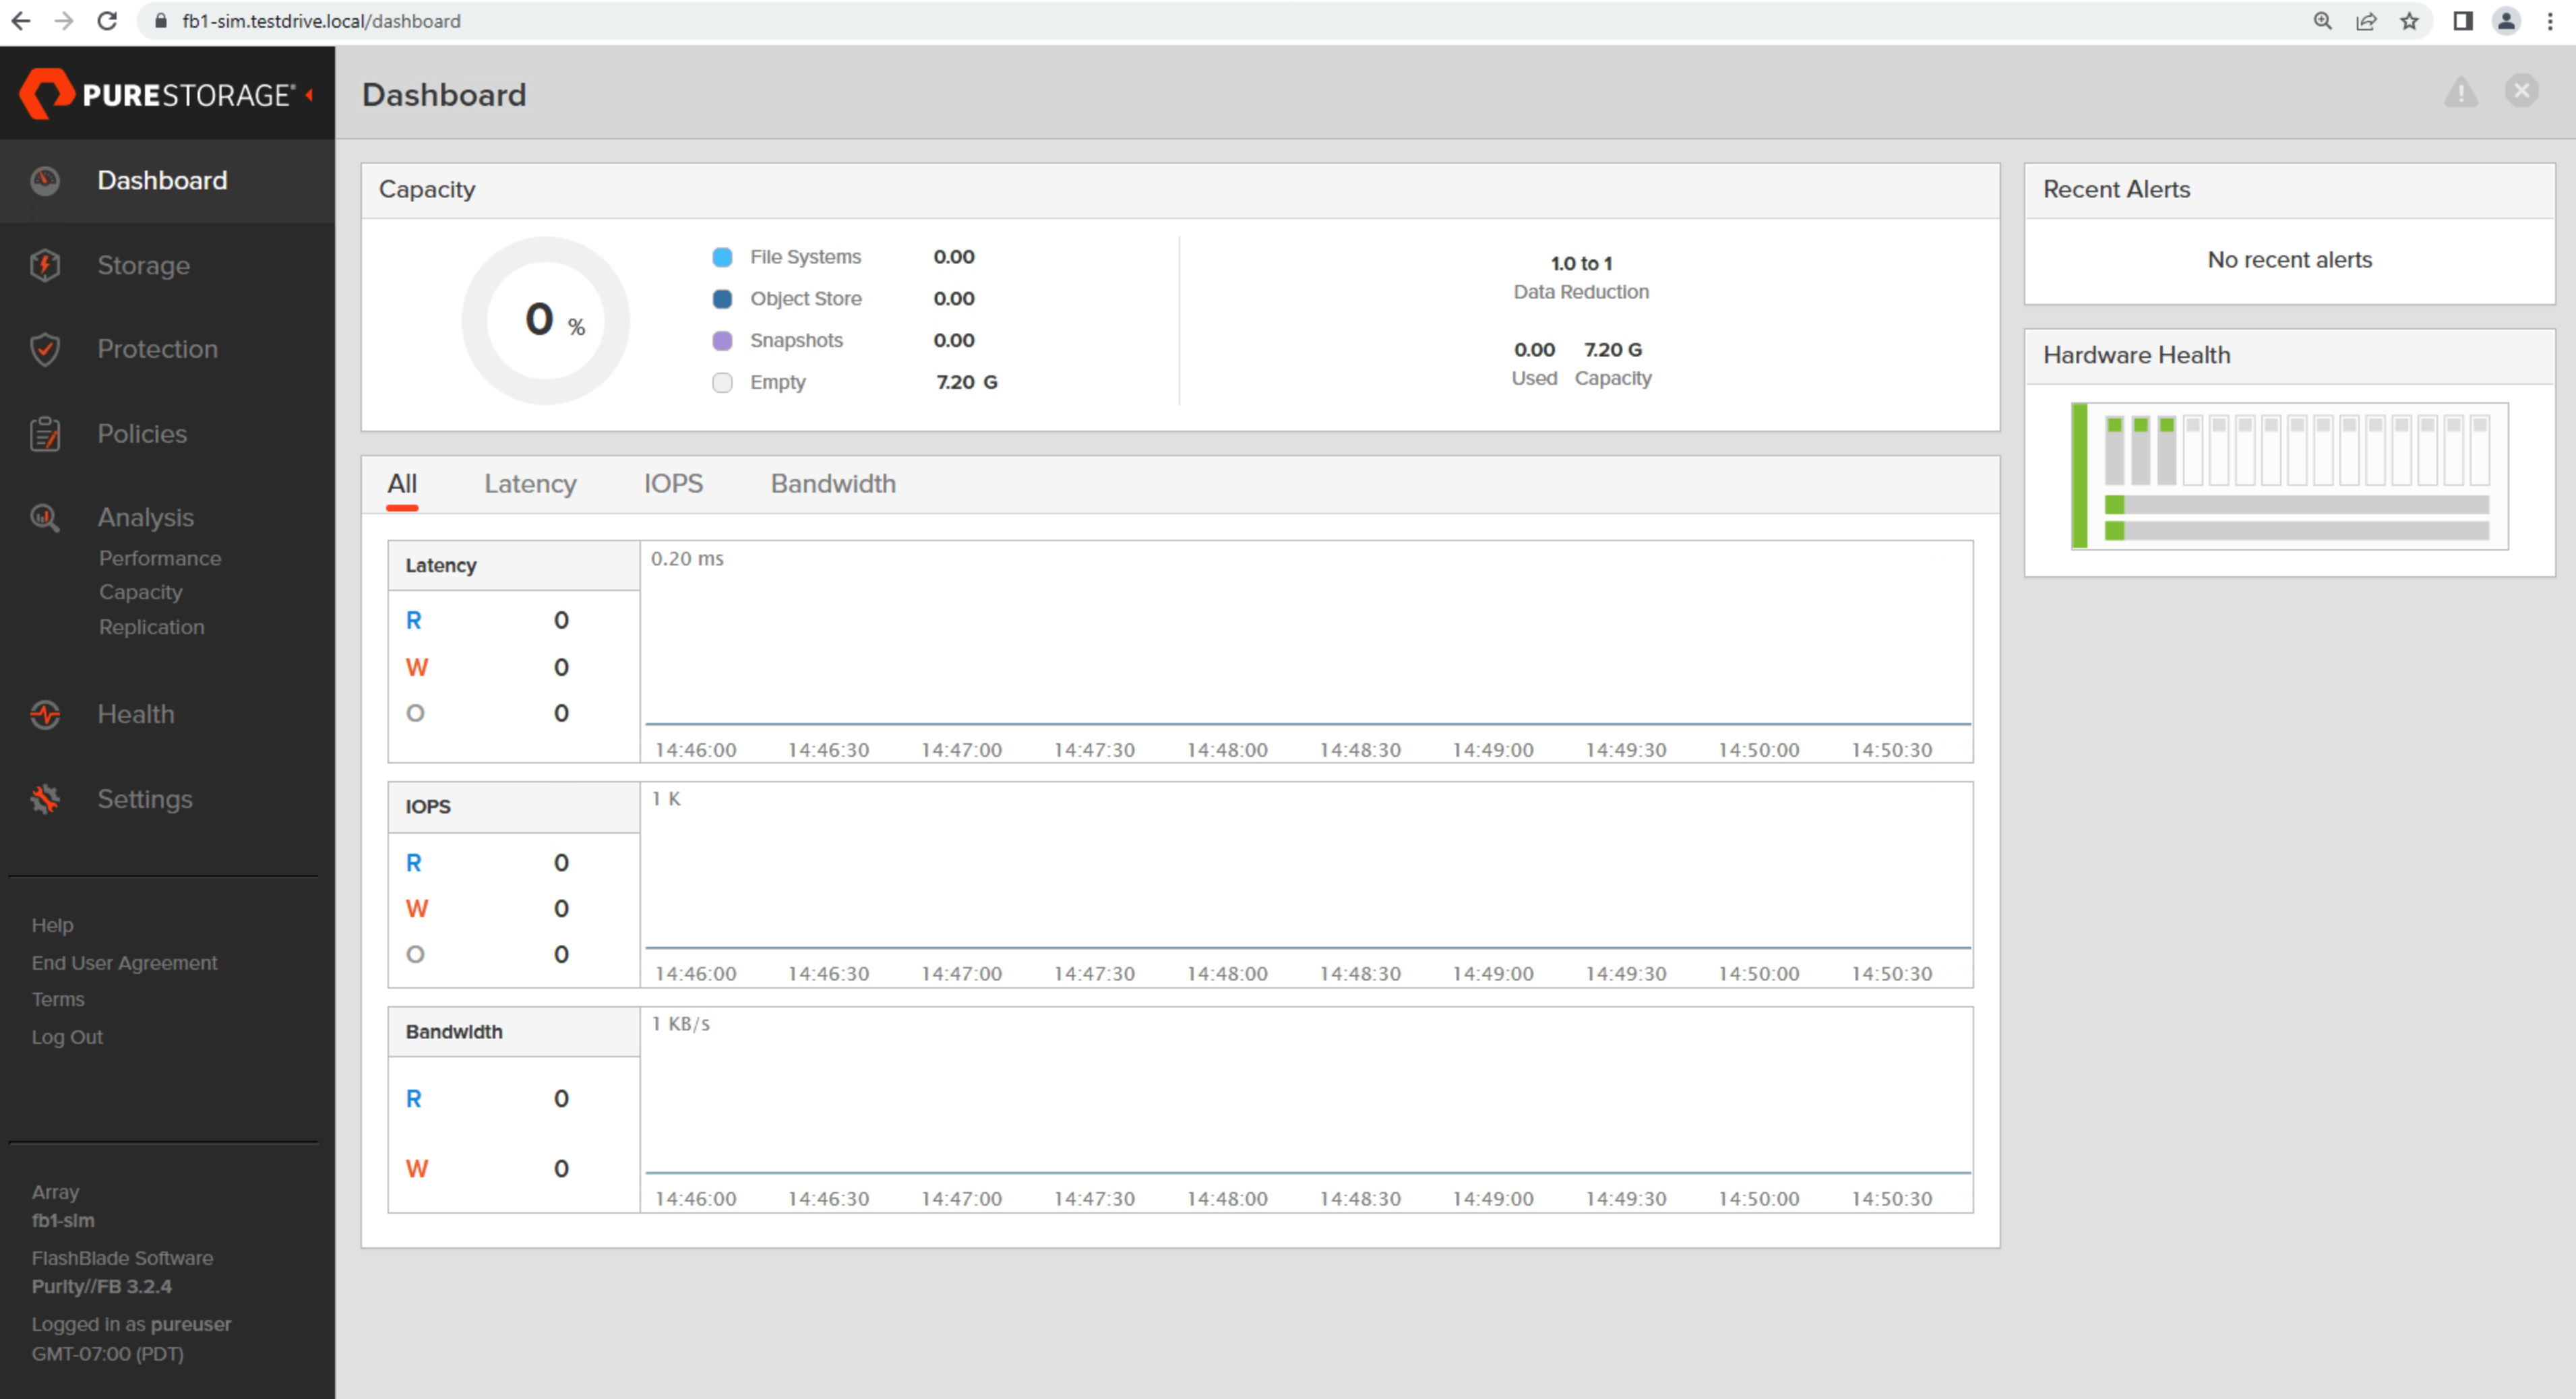 fb1-sim.testdrive.local/dashboard
PURESTORAGE®
Dashboard
Storage
Protection
Policies
Analysis
Performance
Capacity
Replication
Health
Settings
Help
End User Agreement
Terms
Log Out
Array
fb1-sim
FlashBlade Software
Purity//FB 3.2.4
Logged in as pureuser
GMT-07:00 (PDT)
Dashboard
Capacity
0 %
File Systems 0.00
Object Store 0.00
Snapshots 0.00
Empty 7.20 G
1.0 to 1
Data Reduction
0.00 7.20 G
Used Capacity
All Latency IOPS Bandwidth
Latency
R 0
W 0
O 0
0.20 ms
14:46:00 14:46:30 14:47:00 14:47:30 14:48:00 14:48:30 14:49:00 14:49:30 14:50:00 14:50:30
IOPS
R 0
W 0
O 0
1 K
14:46:00 14:46:30 14:47:00 14:47:30 14:48:00 14:48:30 14:49:00 14:49:30 14:50:00 14:50:30
Bandwidth
R 0
W 0
1 KB/s
14:46:00 14:46:30 14:47:00 14:47:30 14:48:00 14:48:30 14:49:00 14:49:30 14:50:00 14:50:30
Recent Alerts
No recent alerts
Hardware Health